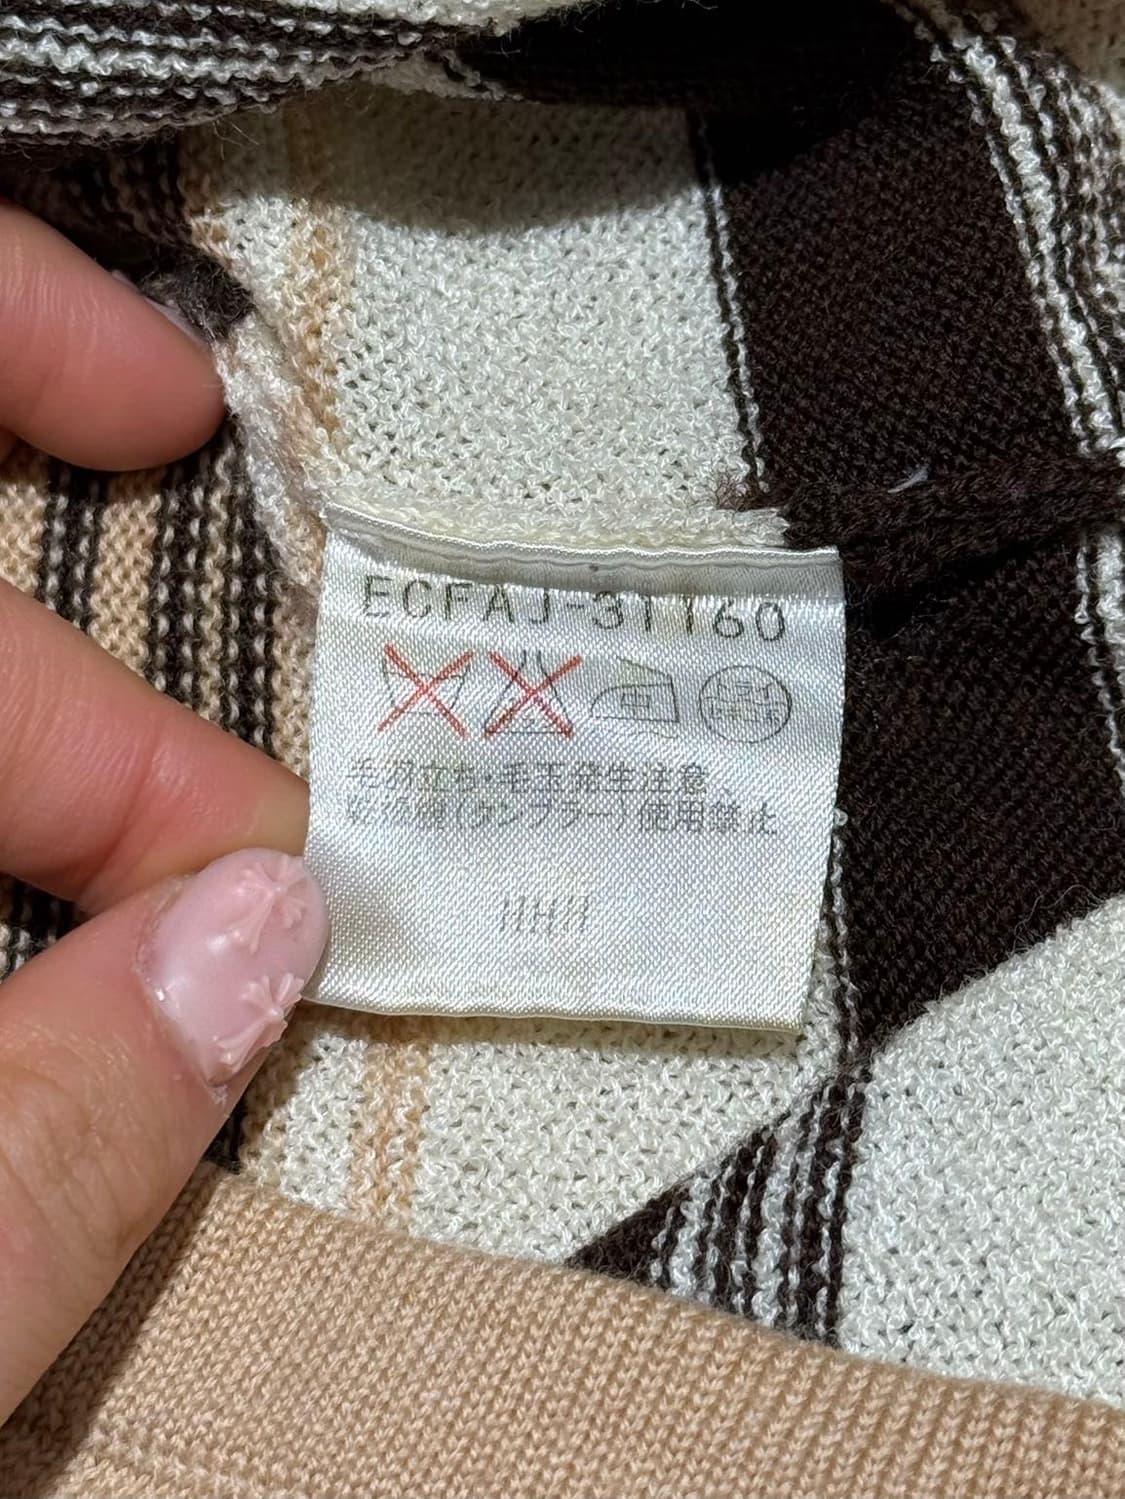 ECFAJ-31160
中
毛羽立ち・毛玉発生注意
乾燥機(タンブラー)使用禁止